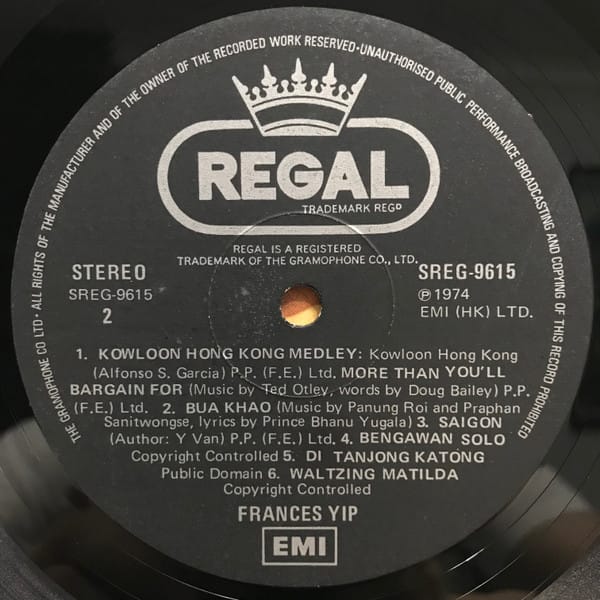 THE GRAMOPHONE CO LTD · ALL RIGHTS OF THE MANUFACTURER AND OF THE OWNER OF THE RECORDED WORK RESERVED · UNAUTHORISED PUBLIC PERFORMANCE BROADCASTING AND COPYING OF THIS RECORD PROHIBITED
REGAL
TRADEMARK REGD
REGAL IS A REGISTERED
TRADEMARK OF THE GRAMOPHONE CO., LTD.
STEREO
SREG-9615
2
SREG-9615
℗ 1974
EMI (HK) LTD.
1. KOWLOON HONG KONG MEDLEY: Kowloon Hong Kong
(Alfonso S. Garcia) P.P. (F.E.) Ltd. MORE THAN YOU'LL
BARGAIN FOR (Music by Ted Otley, words by Doug Bailey) P.P.
(F.E.) Ltd. 2. BUA KHAO (Music by Panung Roi and Praphan
Sanitwongse, lyrics by Prince Bhanu Yugala) 3. SAIGON
(Author: Y Van) P.P. (F.E.) Ltd. 4. BENGAWAN SOLO
Copyright Controlled 5. DI TANJONG KATONG
Public Domain 6. WALTZING MATILDA
Copyright Controlled
FRANCES YIP
EMI